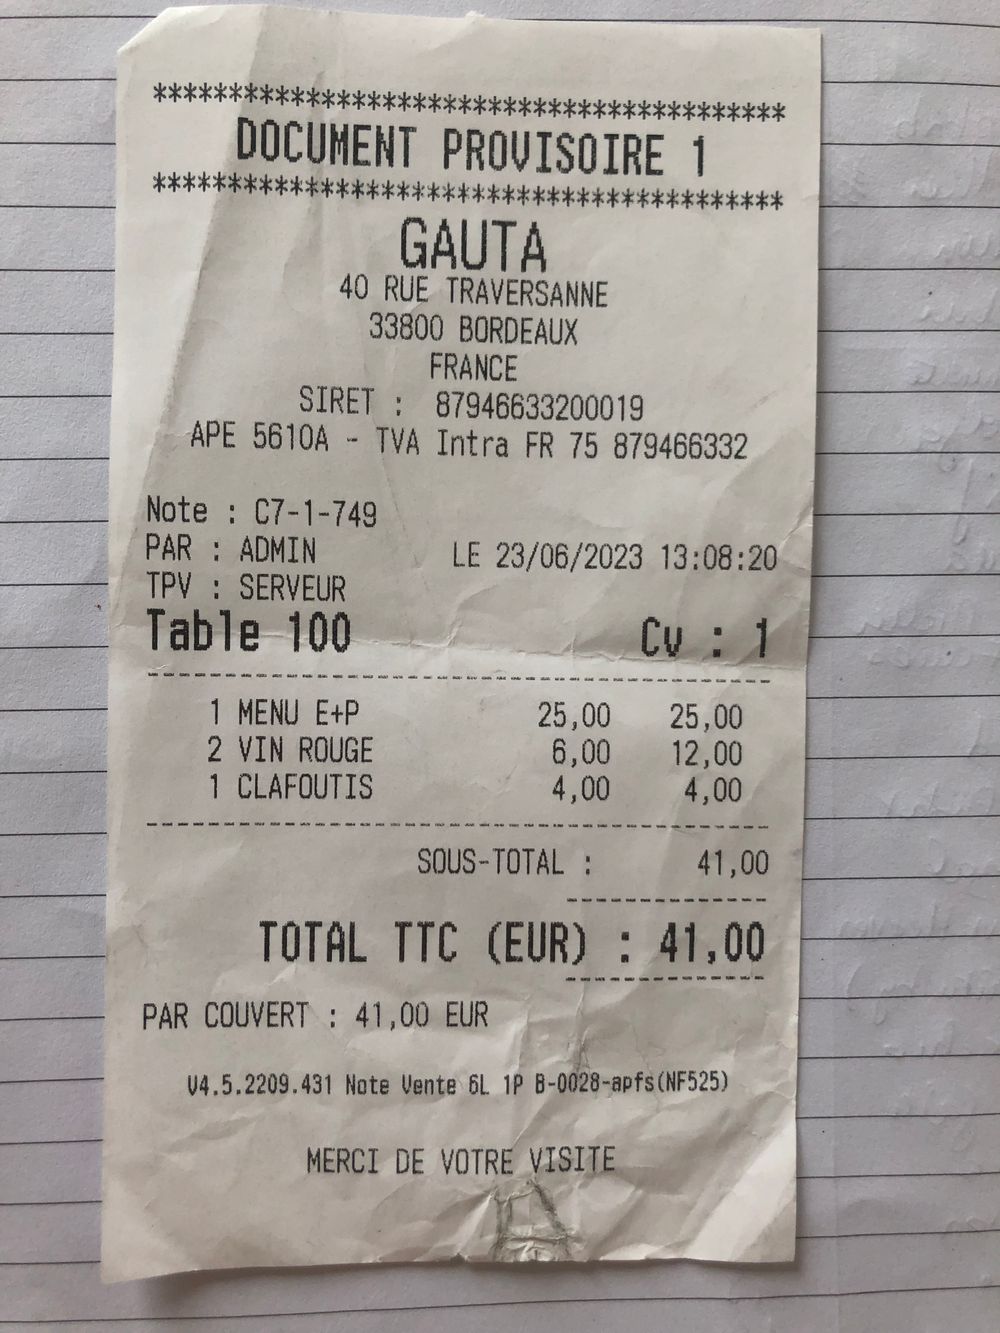 ******************************************
DOCUMENT PROVISOIRE 1
******************************************
GAUTA
40 RUE TRAVERSANNE
33800 BORDEAUX
FRANCE
SIRET : 87946633200019
APE 5610A - TVA Intra FR 75 879466332
Note : C7-1-749
PAR : ADMIN LE 23/06/2023 13:08:20
TPV : SERVEUR
Table 100 Cv : 1
1 MENU E+P 25,00 25,00
2 VIN ROUGE 6,00 12,00
1 CLAFOUTIS 4,00 4,00
SOUS-TOTAL : 41,00
TOTAL TTC (EUR) : 41,00
PAR COUVERT : 41,00 EUR
V4.5.2209.431 Note Vente 6L 1P B-0028-apfs(NF525)
MERCI DE VOTRE VISITE